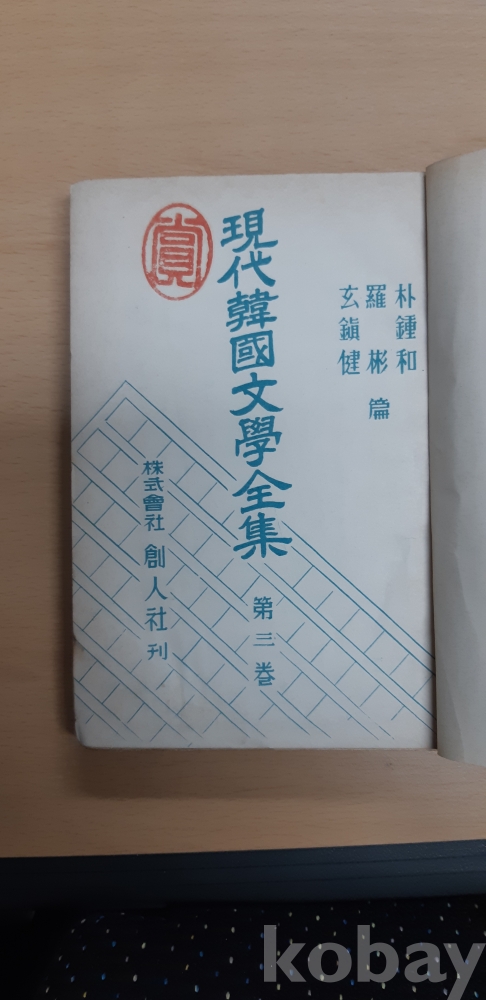 朴鍾和
羅彬 篇
玄鎭健
現代韓國文學全集
第三卷
賞
株式會社 創人社刊
kobay